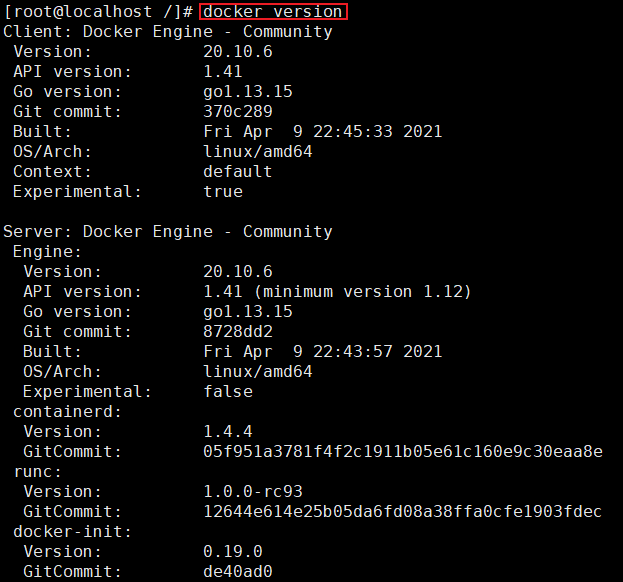 [root@localhost /]# docker version
Client: Docker Engine - Community
 Version:           20.10.6
 API version:       1.41
 Go version:        go1.13.15
 Git commit:        370c289
 Built:             Fri Apr  9 22:45:33 2021
 OS/Arch:           linux/amd64
 Context:           default
 Experimental:      true

Server: Docker Engine - Community
 Engine:
  Version:          20.10.6
  API version:      1.41 (minimum version 1.12)
  Go version:       go1.13.15
  Git commit:       8728dd2
  Built:            Fri Apr  9 22:43:57 2021
  OS/Arch:          linux/amd64
  Experimental:     false
 containerd:
  Version:          1.4.4
  GitCommit:        05f951a3781f4f2c1911b05e61c160e9c30eaa8e
 runc:
  Version:          1.0.0-rc93
  GitCommit:        12644e614e25b05da6fd08a38ffa0cfe1903fdec
 docker-init:
  Version:          0.19.0
  GitCommit:        de40ad0